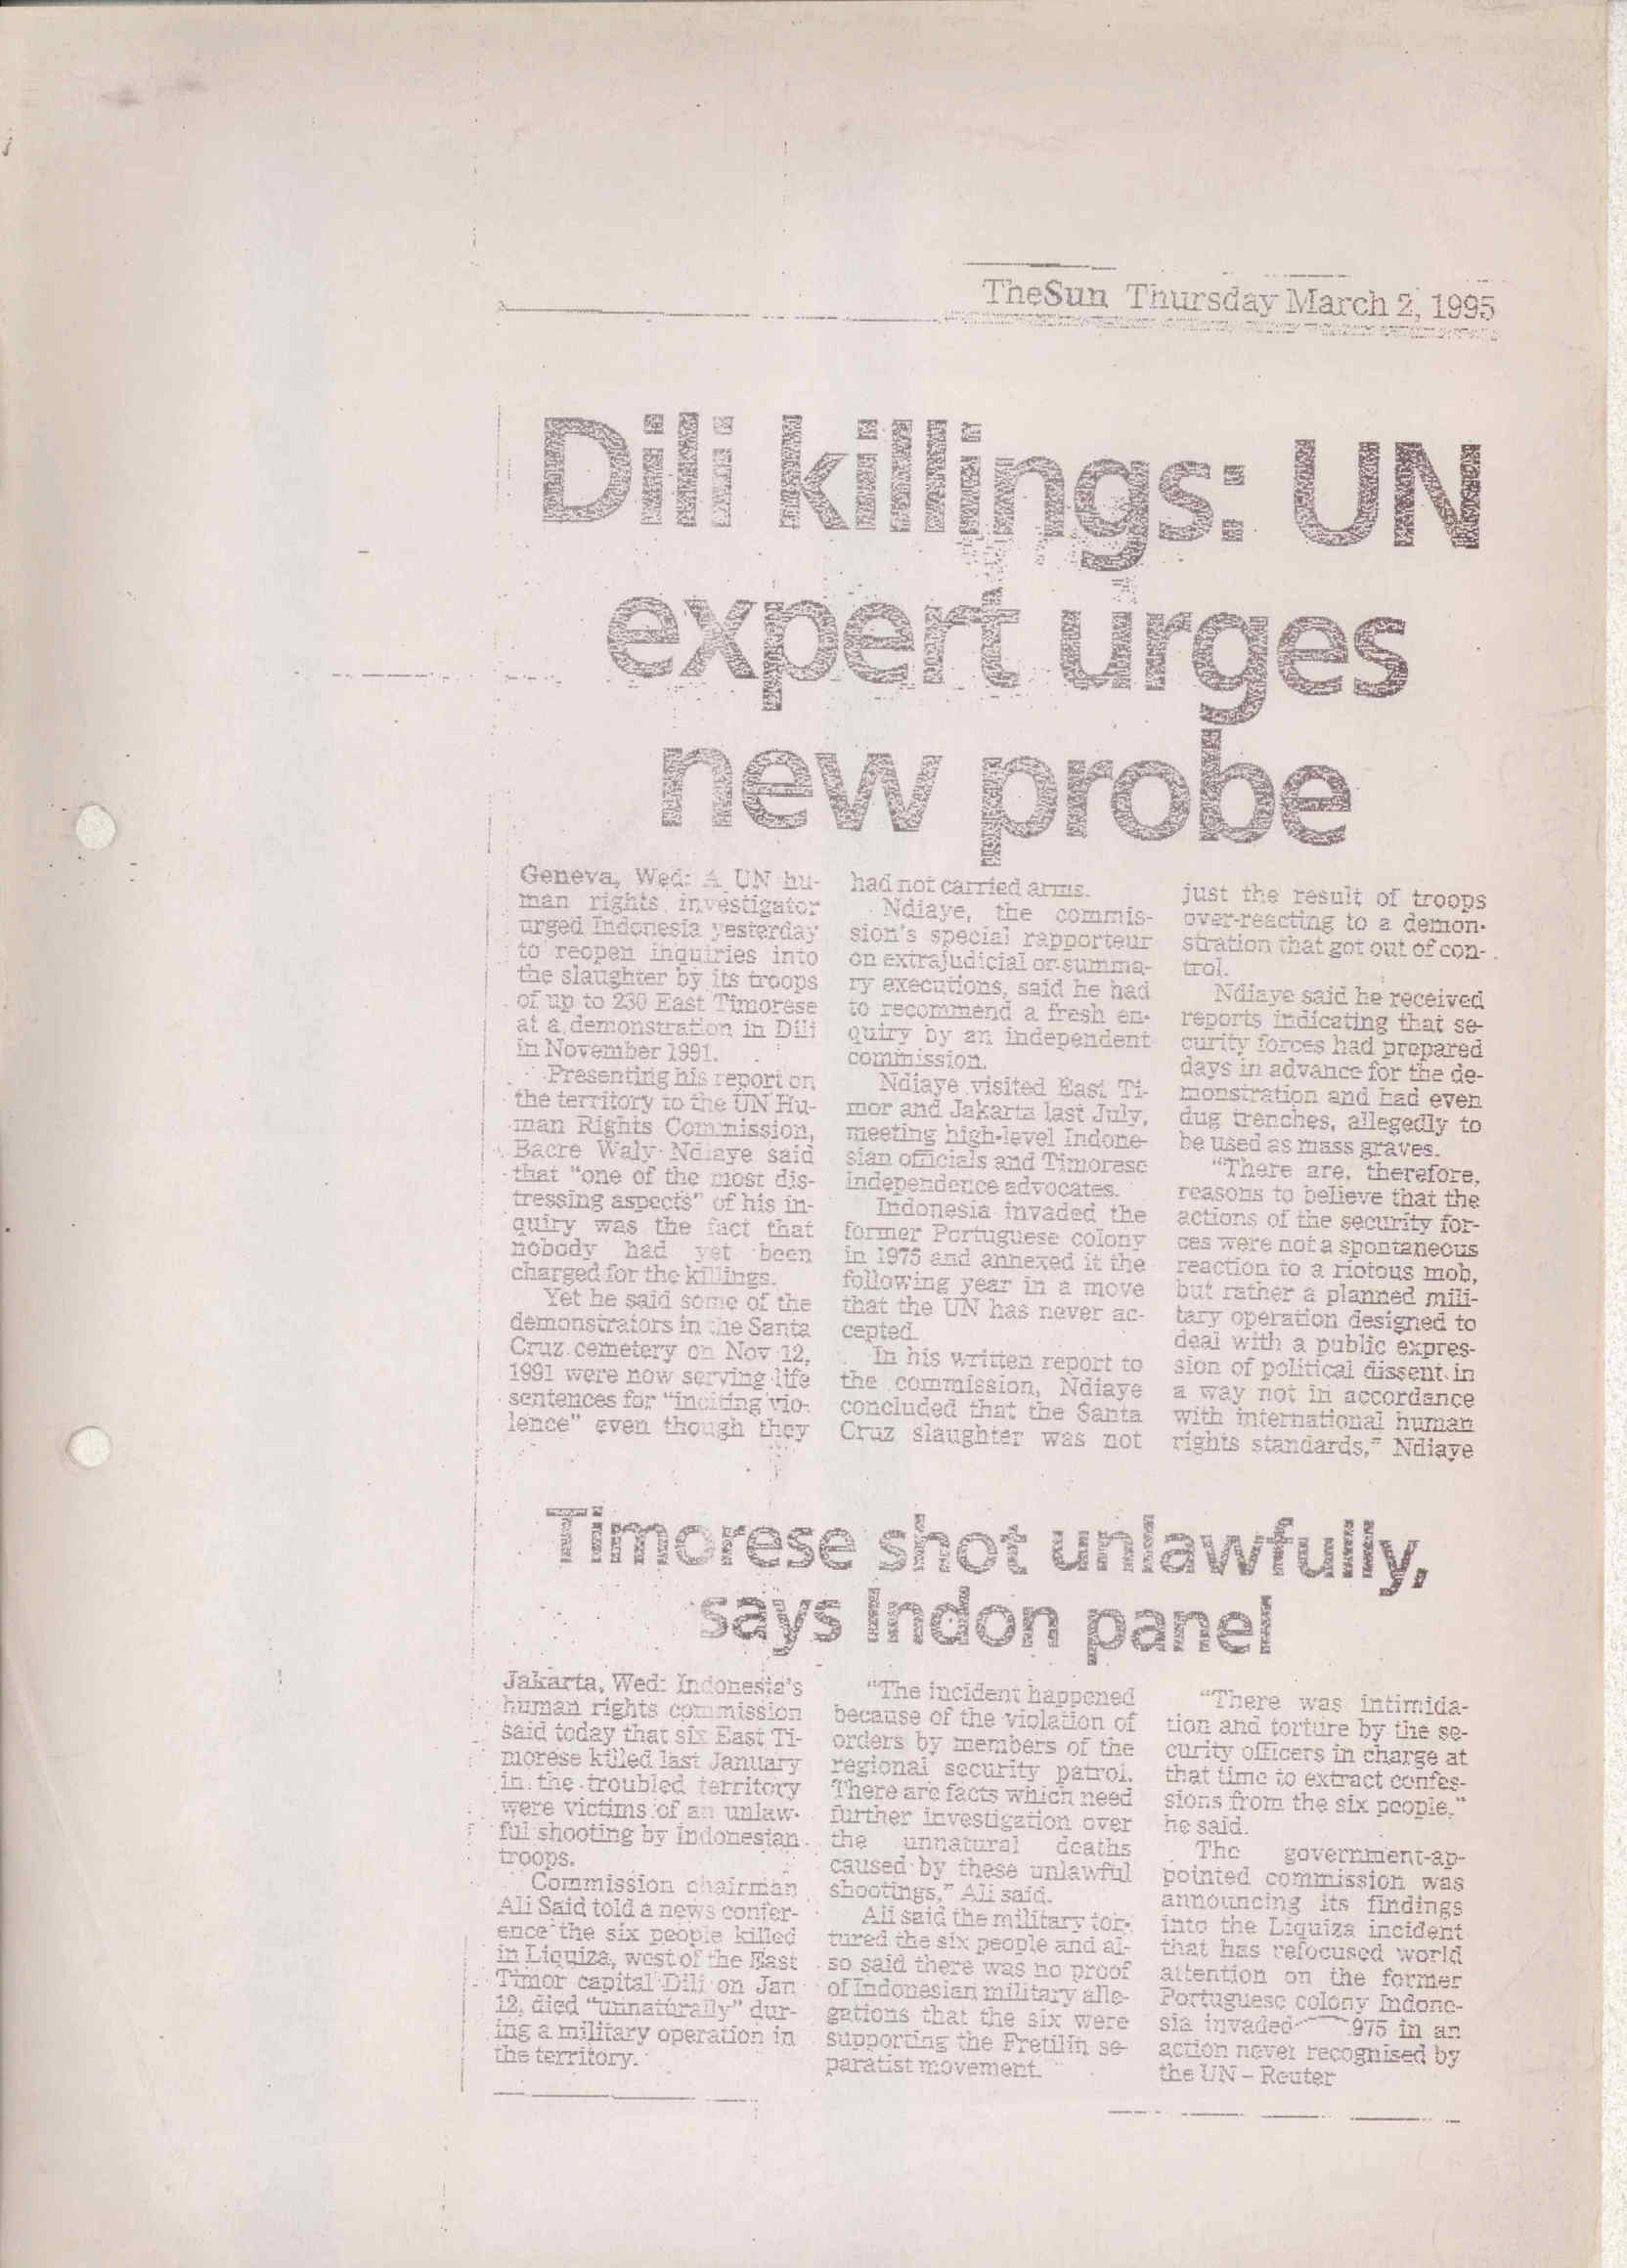 TheSun Thursday March 2, 1995
Dili killings: UN
expert urges
new probe
Geneva, Wed: A UN hu-
man rights investigator
urged Indonesia yesterday
to reopen inquiries into
the slaughter by its troops
of up to 230 East Timorese
at a demonstration in Dili
in November 1991.
Presenting his report on
the territory to the UN Hu-
man Rights Commission,
Bacre Waly Ndiaye said
that "one of the most dis-
tressing aspects" of his in-
quiry was the fact that
nobody had yet been
charged for the killings.
Yet he said some of the
demonstrators in the Santa
Cruz cemetery on Nov 12,
1991 were now serving life
sentences for "inciting vio-
lence" even though they
had not carried arms.
Ndiaye, the commis-
sion's special rapporteur
on extrajudicial or summa-
ry executions, said he had
to recommend a fresh en-
quiry by an independent
commission.
Ndiaye visited East Ti-
mor and Jakarta last July,
meeting high-level Indone-
sian officials and Timorese
independence advocates.
Indonesia invaded the
former Portuguese colony
in 1975 and annexed it the
following year in a move
that the UN has never ac-
cepted.
In his written report to
the commission, Ndiaye
concluded that the Santa
Cruz slaughter was not
just the result of troops
over-reacting to a demon-
stration that got out of con-
trol.
Ndiaye said he received
reports indicating that se-
curity forces had prepared
days in advance for the de-
monstration and had even
dug trenches, allegedly to
be used as mass graves.
"There are, therefore,
reasons to believe that the
actions of the security for-
ces were not a spontaneous
reaction to a riotous mob,
but rather a planned mili-
tary operation designed to
deal with a public expres-
sion of political dissent in
a way not in accordance
with international human
rights standards," Ndiaye
Timorese shot unlawfully,
says Indon panel
Jakarta, Wed: Indonesia's
human rights commission
said today that six East Ti-
morese killed last January
in the troubled territory
were victims of an unlaw-
ful shooting by Indonesian
troops.
Commission chairman
Ali Said told a news confer-
ence the six people killed
in Liquiza, west of the East
Timor capital Dili on Jan
12, died "unnaturally" dur-
ing a military operation in
the territory.
"The incident happened
because of the violation of
orders by members of the
regional security patrol.
There are facts which need
further investigation over
the unnatural deaths
caused by these unlawful
shootings," Ali said.
Ali said the military tor-
tured the six people and al-
so said there was no proof
of Indonesian military alle-
gations that the six were
supporting the Fretilin se-
paratist movement.
"There was intimida-
tion and torture by the se-
curity officers in charge at
that time to extract confes-
sions from the six people,"
he said.
The government-ap-
pointed commission was
announcing its findings
into the Liquiza incident
that has refocused world
attention on the former
Portuguese colony Indone-
sia invaded 975 in an
action never recognised by
the UN – Reuter